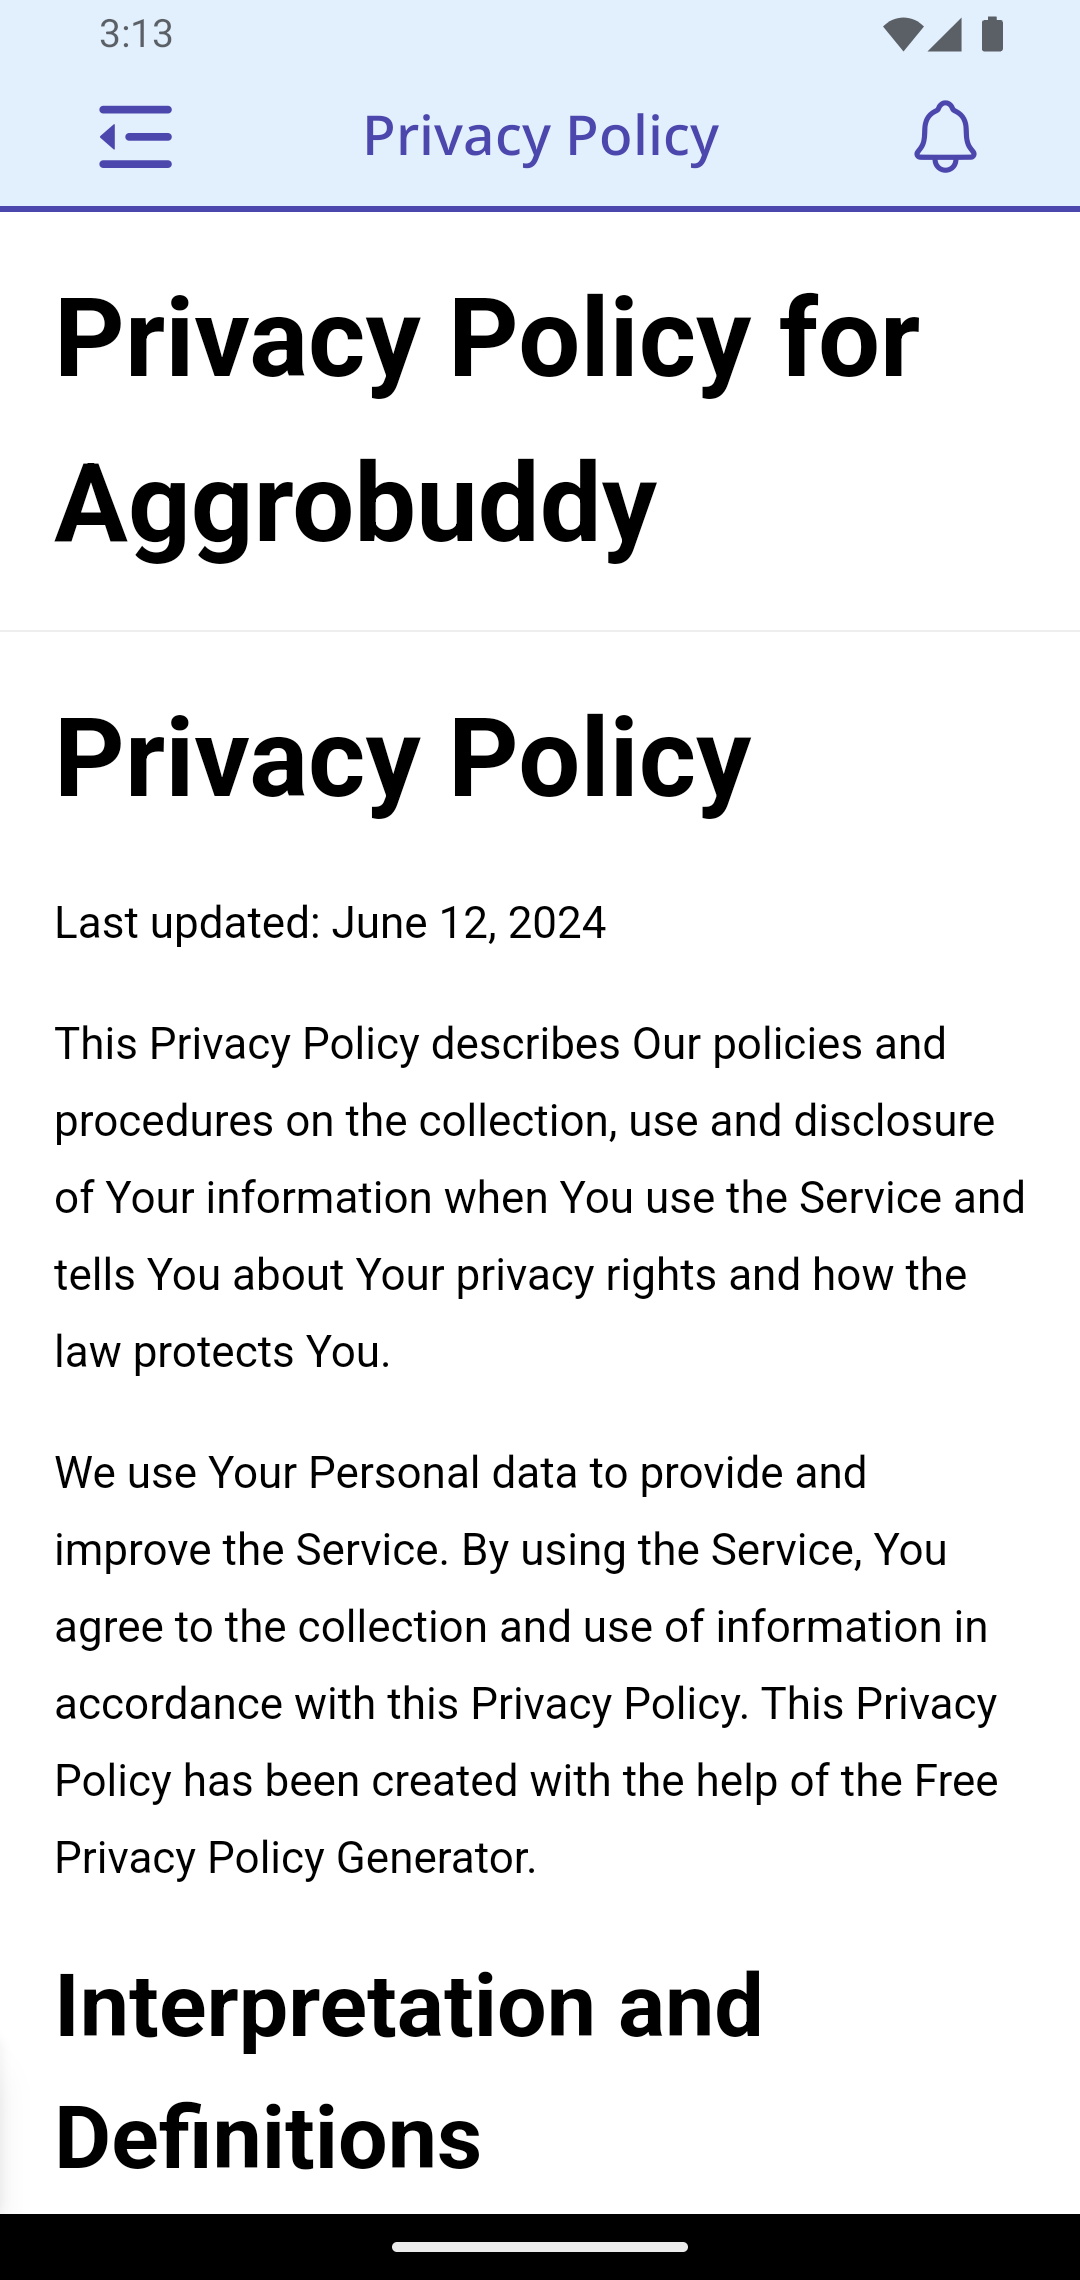 3:13
Privacy Policy
Privacy Policy for
Aggrobuddy
Privacy Policy
Last updated: June 12, 2024
This Privacy Policy describes Our policies and
procedures on the collection, use and disclosure
of Your information when You use the Service and
tells You about Your privacy rights and how the
law protects You.
We use Your Personal data to provide and
improve the Service. By using the Service, You
agree to the collection and use of information in
accordance with this Privacy Policy. This Privacy
Policy has been created with the help of the Free
Privacy Policy Generator.
Interpretation and
Definitions